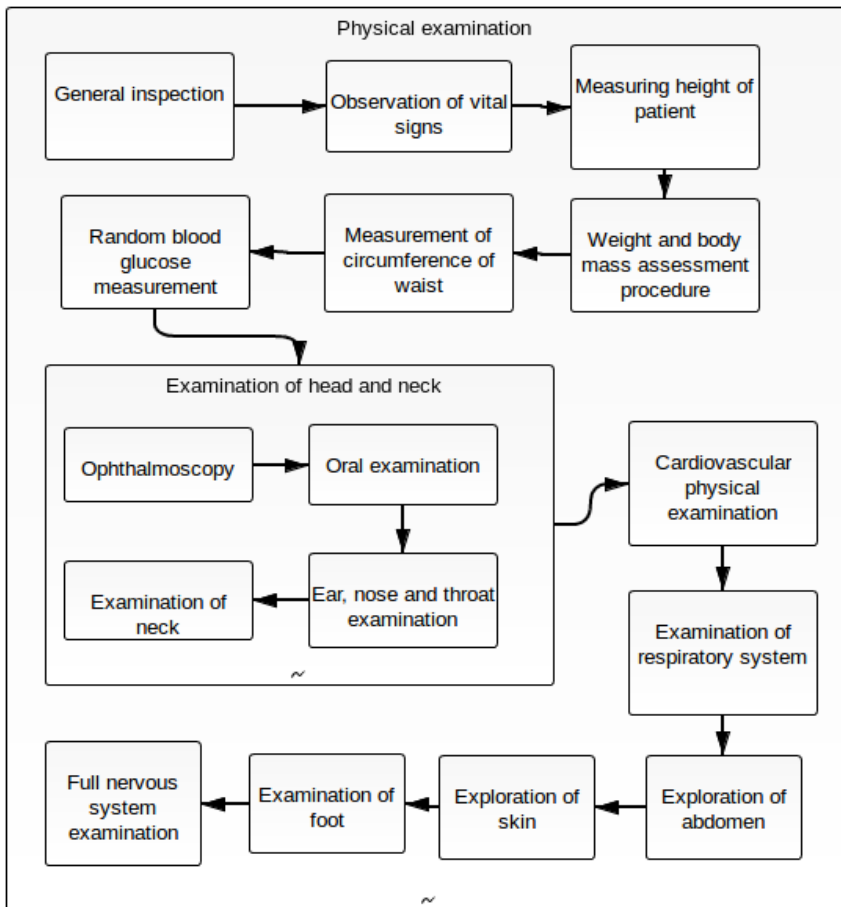 Physical examination
General inspection
Observation of vital
signs
Measuring height of
patient
Weight and body
mass assessment
procedure
Measurement of
circumference of
waist
Random blood
glucose
measurement
Examination of head and neck
Ophthalmoscopy
Oral examination
Ear, nose and throat
examination
Examination of
neck
~
Cardiovascular
physical
examination
Examination of
respiratory system
Exploration of
abdomen
Exploration of
skin
Examination of
foot
Full nervous
system
examination
~